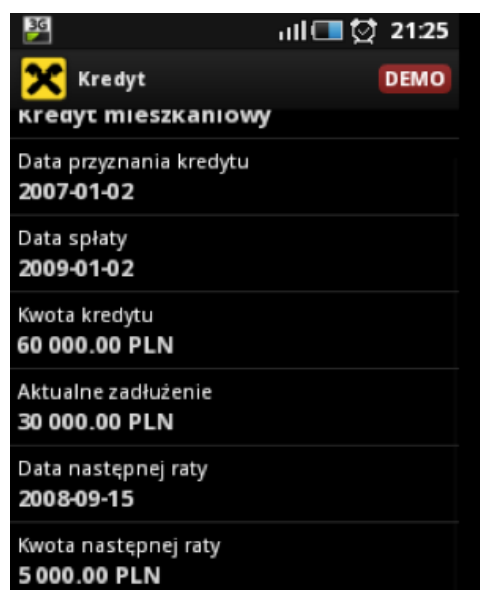 3G
21:25
Kredyt
DEMO
Kredyt mieszkaniowy
Data przyznania kredytu
2007-01-02
Data spłaty
2009-01-02
Kwota kredytu
60 000.00 PLN
Aktualne zadłużenie
30 000.00 PLN
Data następnej raty
2008-09-15
Kwota następnej raty
5 000.00 PLN